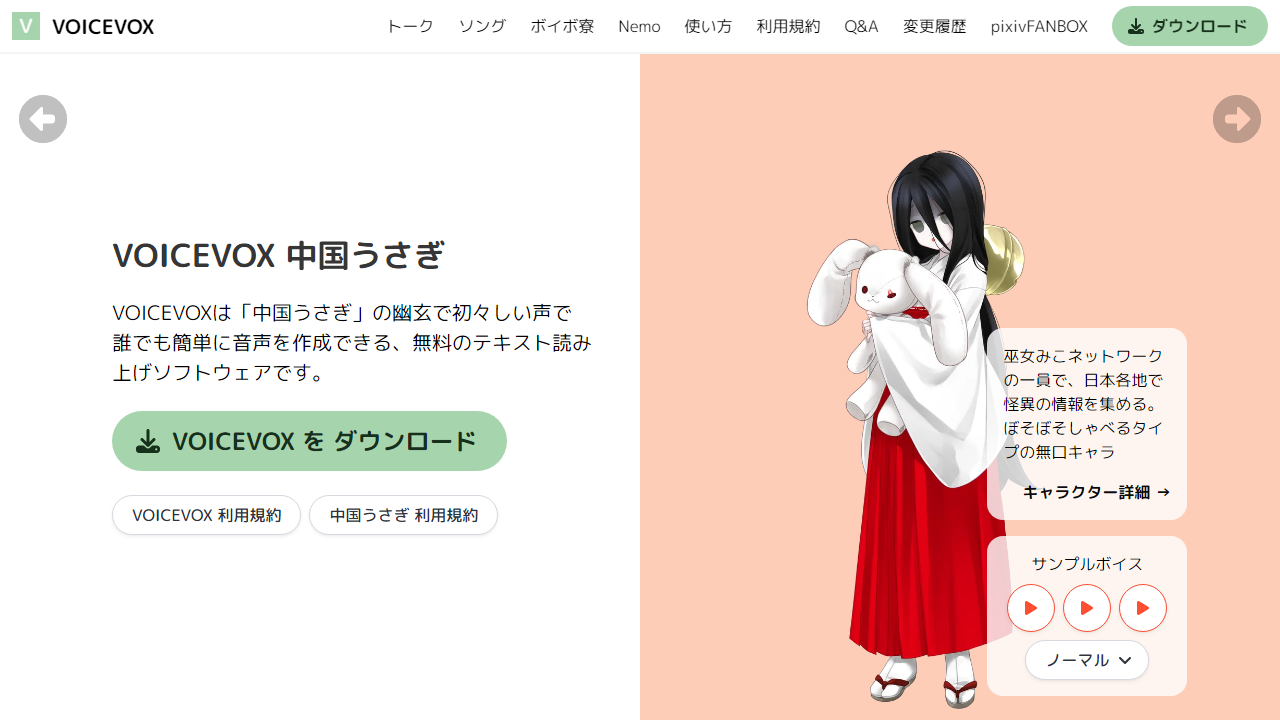 V VOICEVOX トーク ソング ボイボ寮 Nemo 使い方 利用規約 Q&A 変更履歴 pixivFANBOX ダウンロード
VOICEVOX 中国うさぎ
VOICEVOXは「中国うさぎ」の幽玄で初々しい声で
誰でも簡単に音声を作成できる、無料のテキスト読み
上げソフトウェアです。
VOICEVOX を ダウンロード
VOICEVOX 利用規約 中国うさぎ 利用規約
巫女みこネットワーク
の一員で、日本各地で
怪異の情報を集める。
ぼそぼそしゃべるタイ
プの無口キャラ
キャラクター詳細 →
サンプルボイス
ノーマル